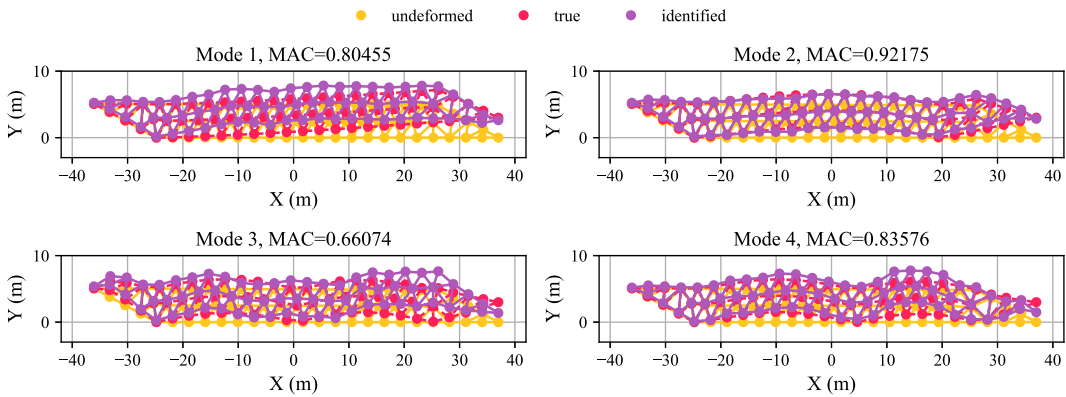 undeformed true identified
Mode 1, MAC=0.80455
10
0
Y (m)
−40 −30 −20 −10 0 10 20 30 40
X (m)
Mode 2, MAC=0.92175
10
0
Y (m)
−40 −30 −20 −10 0 10 20 30 40
X (m)
Mode 3, MAC=0.66074
10
0
Y (m)
−40 −30 −20 −10 0 10 20 30 40
X (m)
Mode 4, MAC=0.83576
10
0
Y (m)
−40 −30 −20 −10 0 10 20 30 40
X (m)